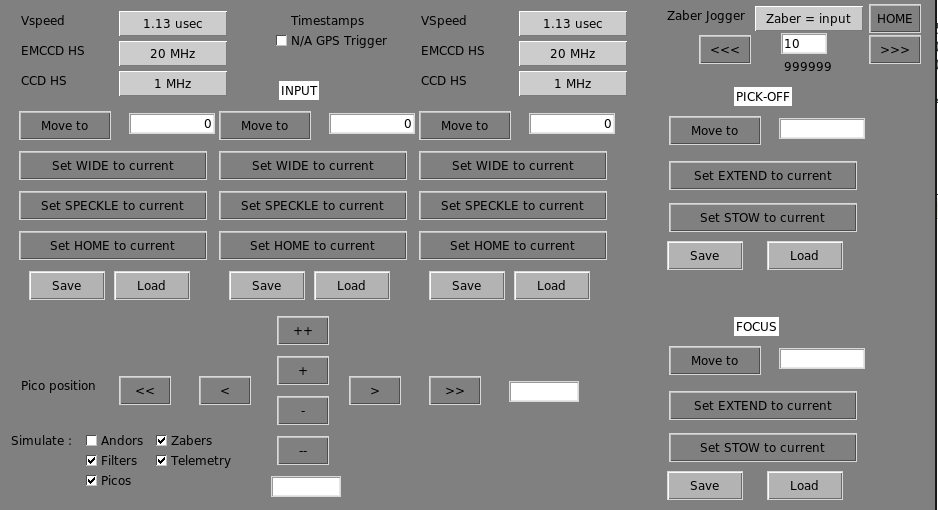 Vspeed 1.13 usec Timestamps VSpeed 1.13 usec Zaber Jogger Zaber = input HOME
N/A GPS Trigger
EMCCD HS 20 MHz EMCCD HS 20 MHz <<< 10 >>>
999999
CCD HS 1 MHz CCD HS 1 MHz
INPUT PICK-OFF
Move to 0 Move to 0 Move to 0 Move to
Set WIDE to current Set WIDE to current Set WIDE to current Set EXTEND to current
Set SPECKLE to current Set SPECKLE to current Set SPECKLE to current Set STOW to current
Set HOME to current Set HOME to current Set HOME to current Save Load
Save Load Save Load Save Load
++ FOCUS
+ Move to
Pico position << < > >>
- Set EXTEND to current
Simulate : Andors Zabers -- Set STOW to current
Filters Telemetry
Picos Save Load